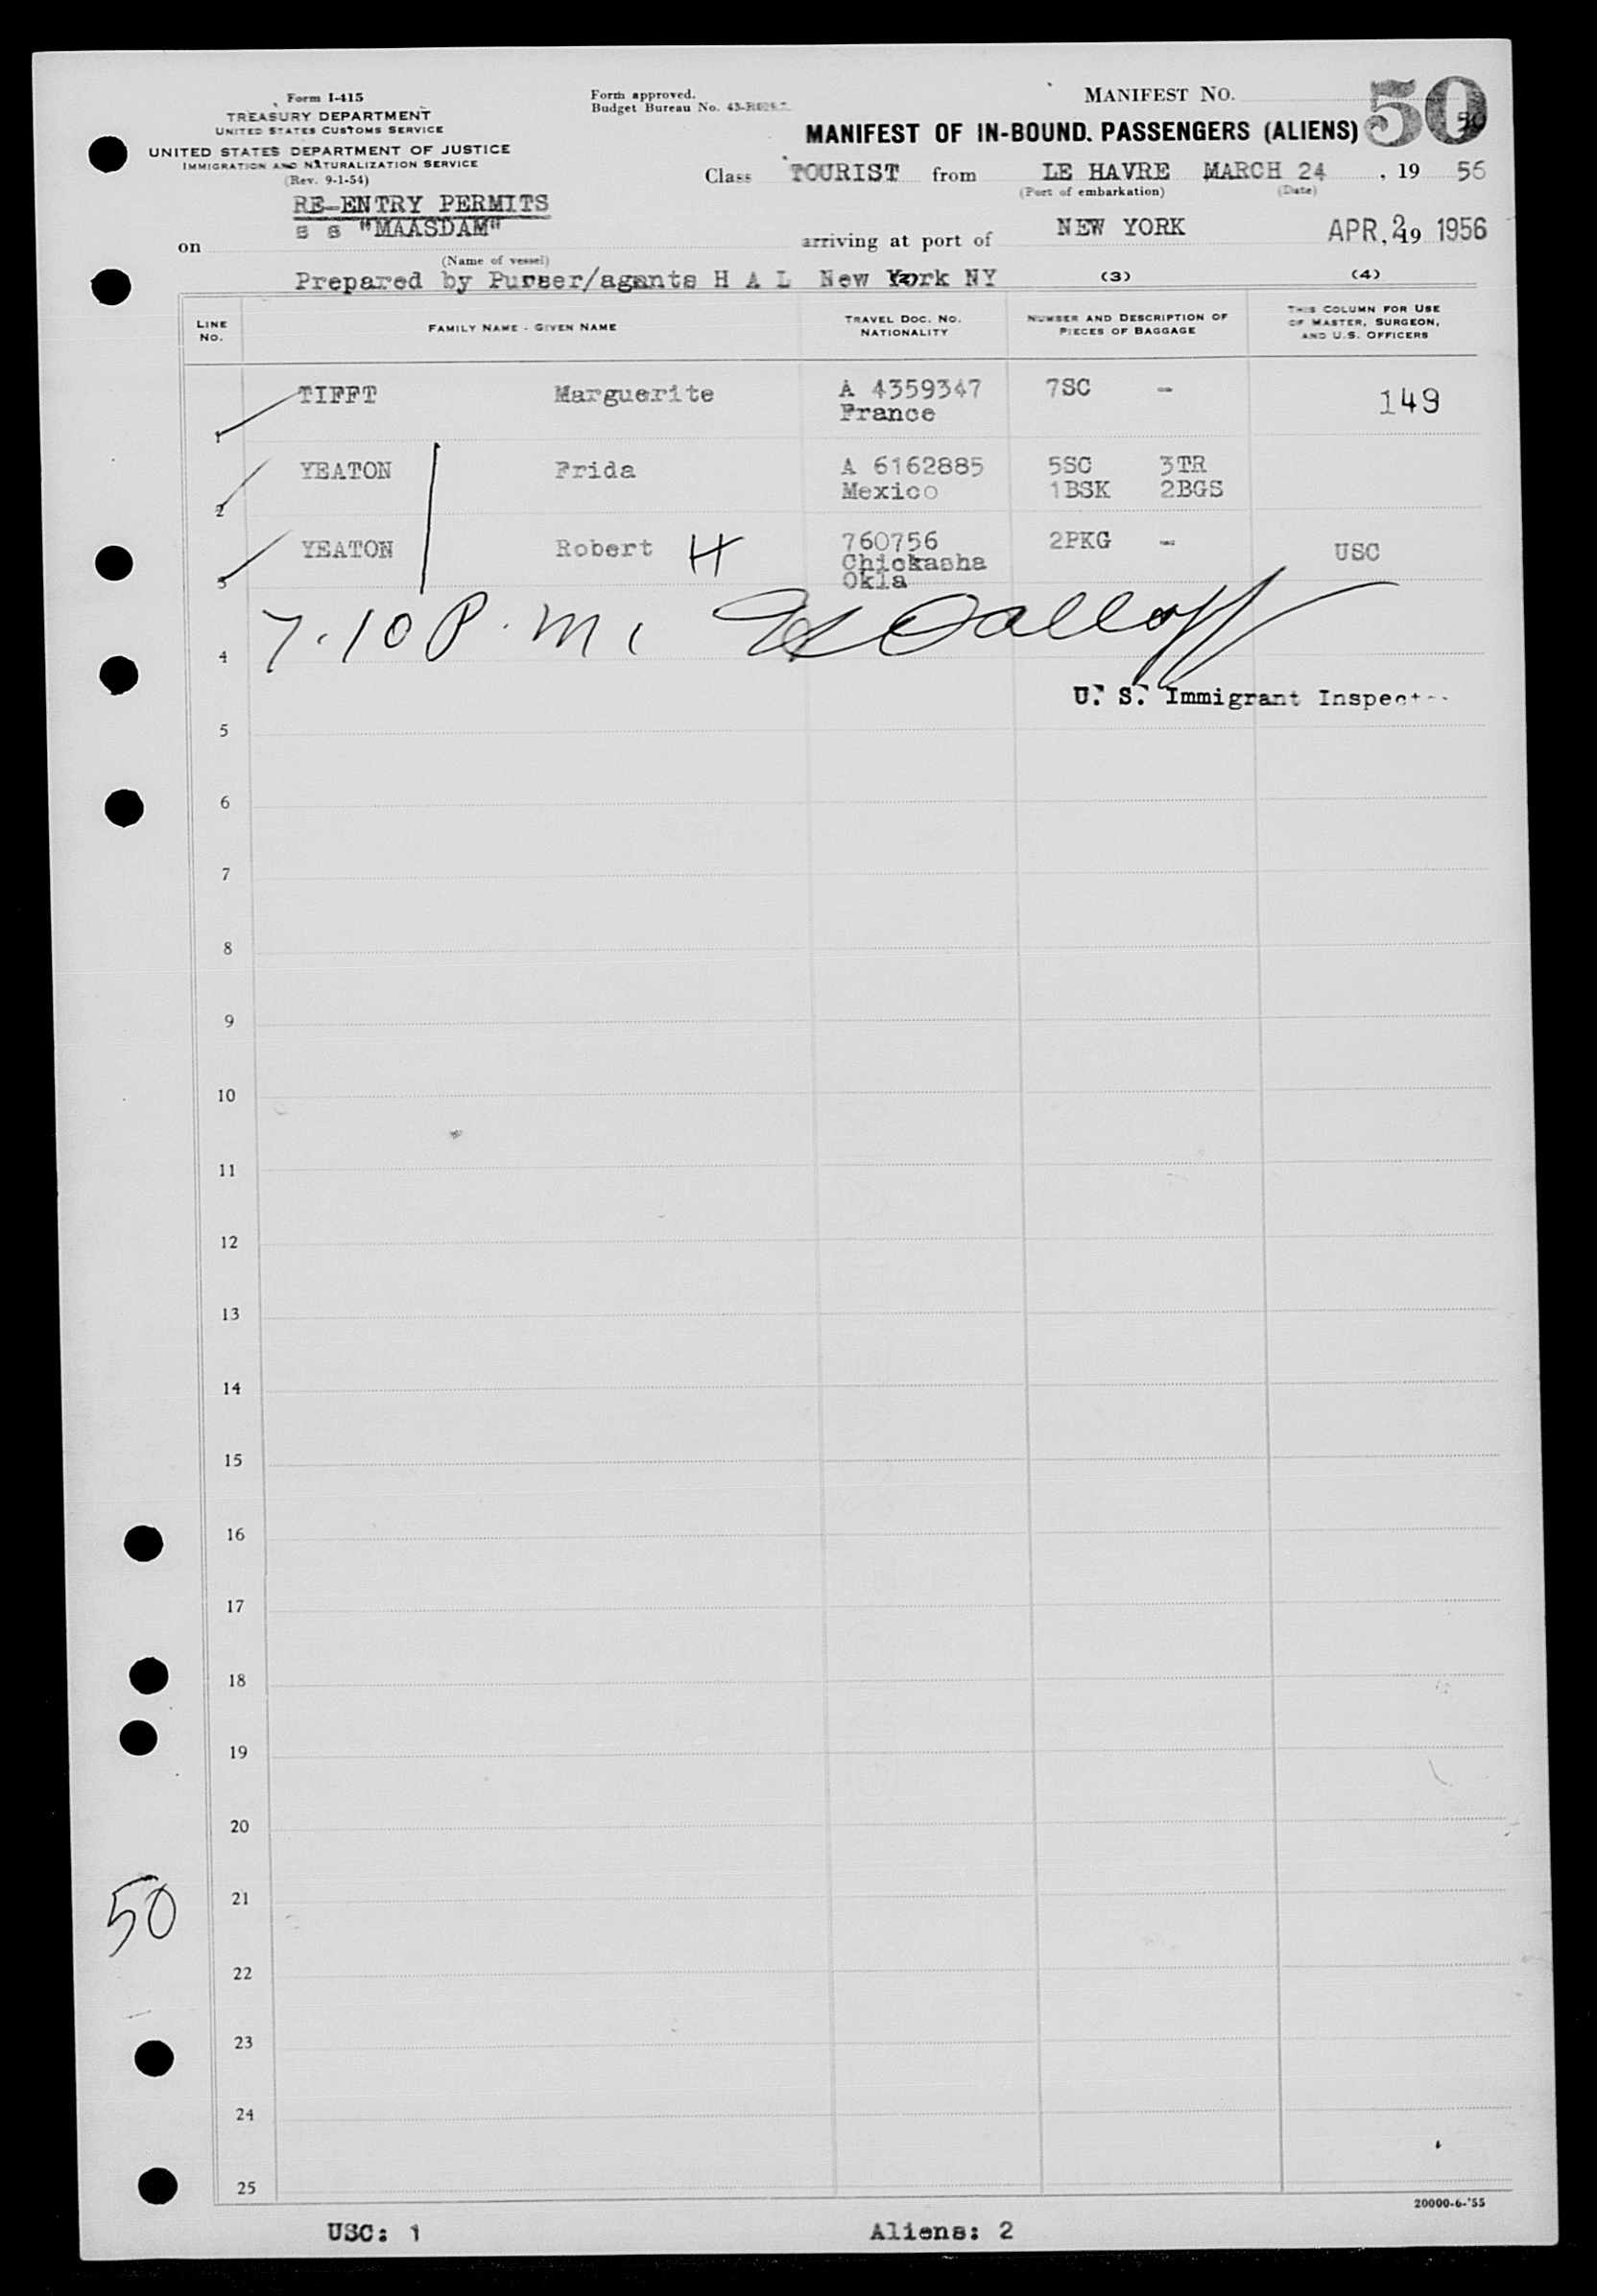 Form I-415
TREASURY DEPARTMENT
UNITED STATES CUSTOMS SERVICE
UNITED STATES DEPARTMENT OF JUSTICE
IMMIGRATION AND NATURALIZATION SERVICE
(Rev. 9-1-54)
Form approved.
Budget Bureau No.
MANIFEST NO. 50
50
MANIFEST OF IN-BOUND. PASSENGERS (ALIENS)
Class TOURIST from LE HAVRE MARCH 24, 19 56
(Port of embarkation) (Date)
RE-ENTRY PERMITS
on s s "MAASDAM" arriving at port of NEW YORK APR. 2, 19 1956
(Name of vessel)
Prepared by Purser/agents H A L New York NY (3) (4)
LINE NO. FAMILY NAME - GIVEN NAME TRAVEL DOC. NO. NATIONALITY NUMBER AND DESCRIPTION OF PIECES OF BAGGAGE THIS COLUMN FOR USE OF MASTER, SURGEON, AND U.S. OFFICERS
1 TIFFT Marguerite A 4359347 7SC - 149
France
2 YEATON Frida A 6162885 5SC 3TR
Mexico 1BSK 2BGS
3 YEATON Robert H 760756 2PKG - USC
Chickasha
Okla
4 7.10 P.M.
U. S. Immigrant
5
6
7
8
9
10
11
12
13
14
15
16
17
18
19
20
50
21
22
23
24
25
20000-6-'55
USC: 1 Aliens: 2